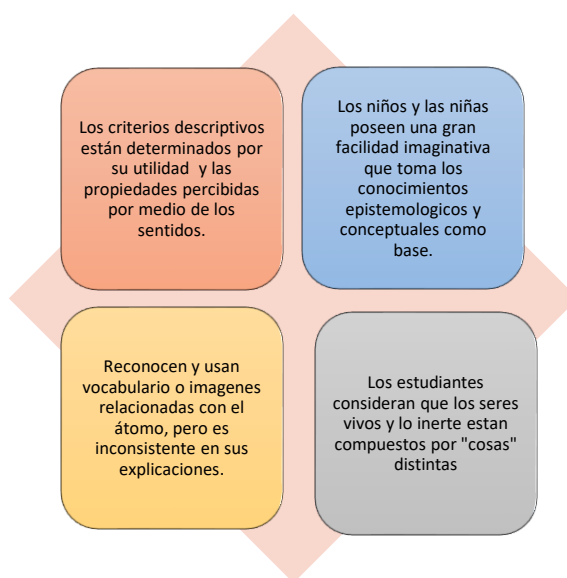 Los criterios descriptivos
están determinados por
su utilidad y las
propiedades percibidas
por medio de los
sentidos.
Los niños y las niñas
poseen una gran
facilidad imaginativa
que toma los
conocimientos
epistemologicos y
conceptuales como
base.
Reconocen y usan
vocabulario o imagenes
relacionadas con el
átomo, pero es
inconsistente en sus
explicaciones.
Los estudiantes
consideran que los seres
vivos y lo inerte estan
compuestos por "cosas"
distintas